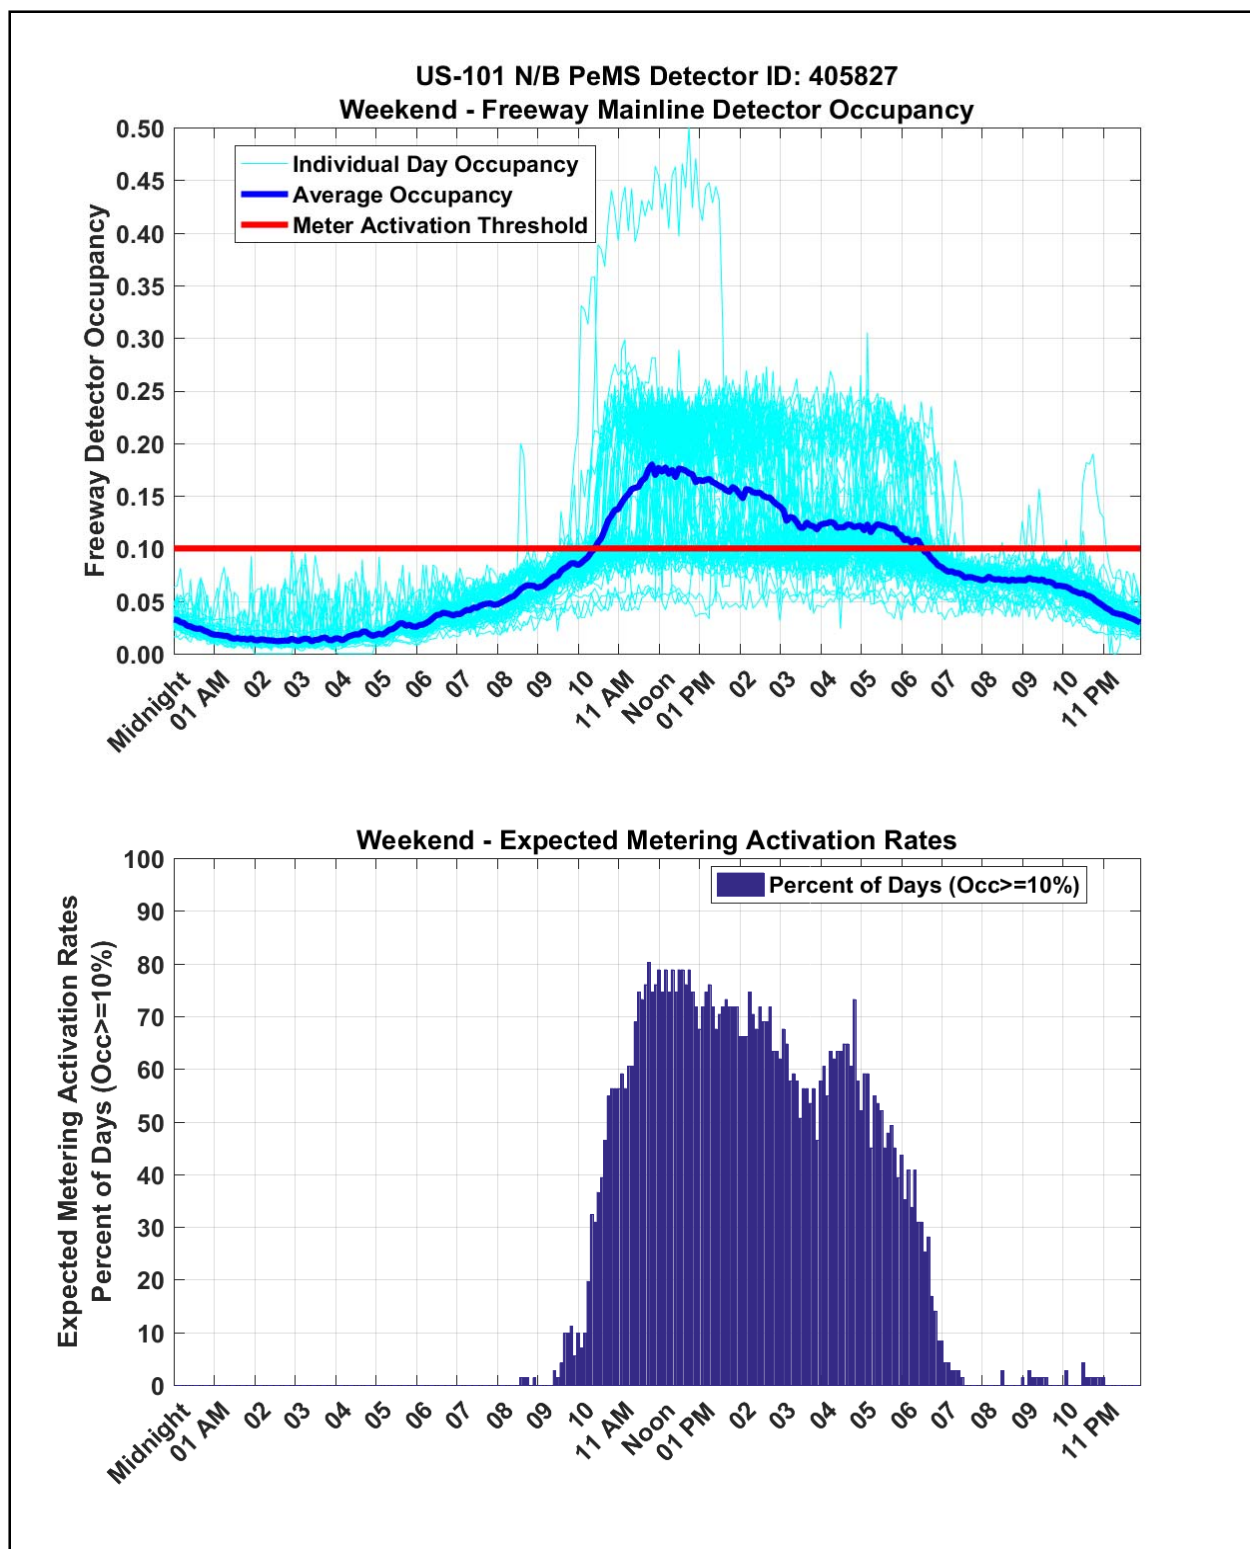 US-101 N/B PeMS Detector ID: 405827
Weekend - Freeway Mainline Detector Occupancy
Freeway Detector Occupancy
0.50
0.45
0.40
0.35
0.30
0.25
0.20
0.15
0.10
0.05
0.00
Individual Day Occupancy
Average Occupancy
Meter Activation Threshold
Midnight
01 AM
02
03
04
05
06
07
08
09
10
11 AM
Noon
01 PM
02
03
04
05
06
07
08
09
10
11 PM
Weekend - Expected Metering Activation Rates
Expected Metering Activation Rates
Percent of Days (Occ>=10%)
100
90
80
70
60
50
40
30
20
10
0
Percent of Days (Occ>=10%)
Midnight
01 AM
02
03
04
05
06
07
08
09
10
11 AM
Noon
01 PM
02
03
04
05
06
07
08
09
10
11 PM